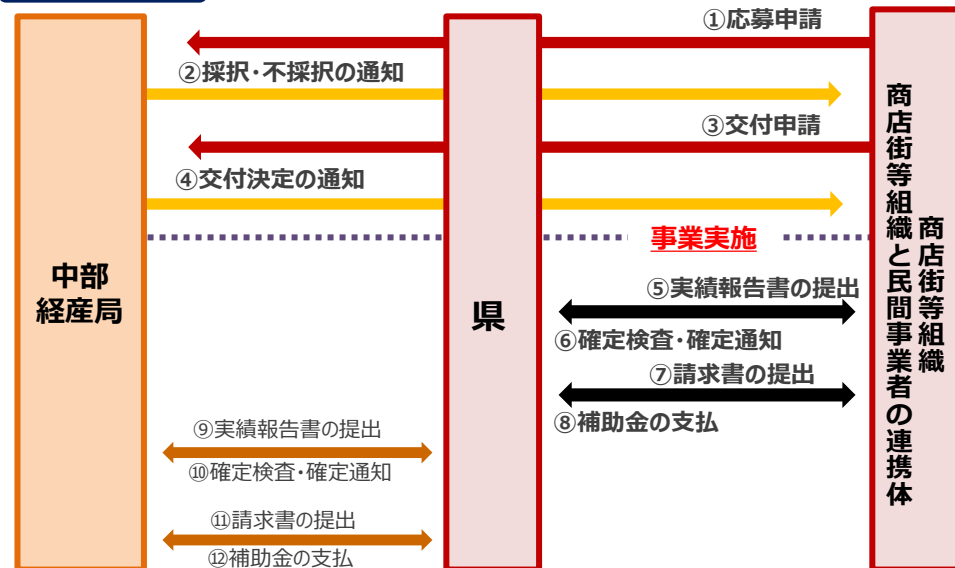 ①応募申請
②採択・不採択の通知
③交付申請
④交付決定の通知
事業実施
中部
経産局
県
商店街等組織
商店街等組織と民間事業者の連携体
⑤実績報告書の提出
⑥確定検査・確定通知
⑦請求書の提出
⑧補助金の支払
⑨実績報告書の提出
⑩確定検査・確定通知
⑪請求書の提出
⑫補助金の支払